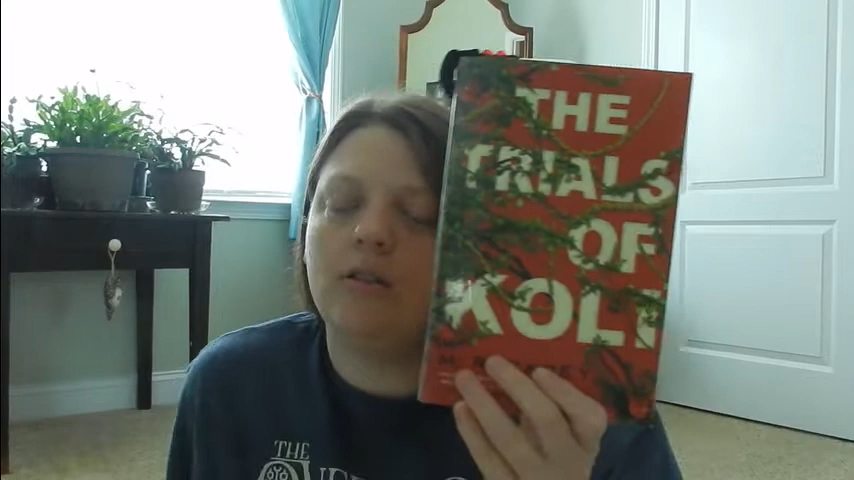 THE
TRIALS
OF
KOLI
THE